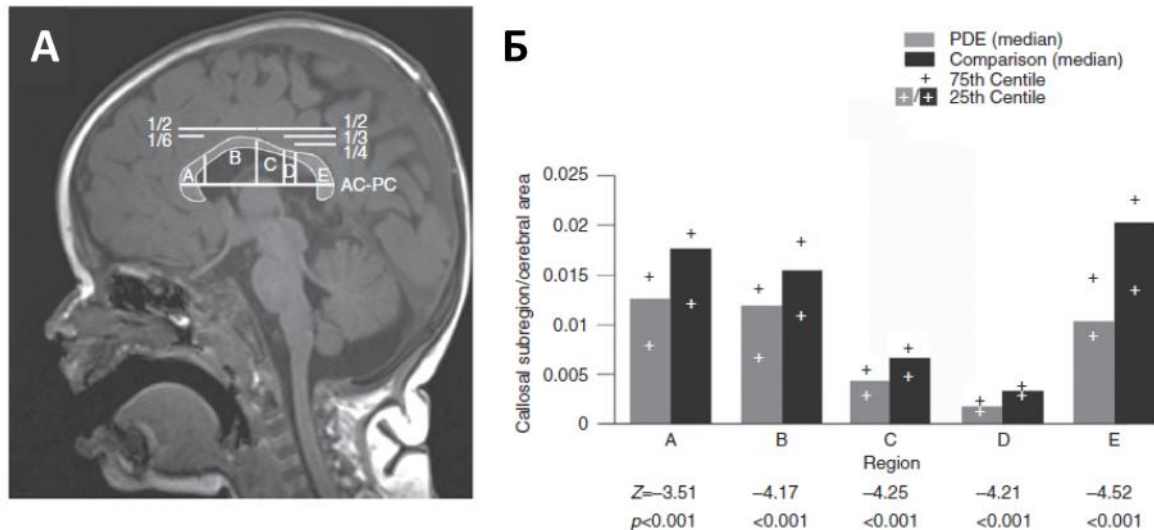 А
1/2
1/6
1/2
1/3
1/4
A
B
C
D
E
AC-PC
Б
PDE (median)
Comparison (median)
+ 75th Centile
+/+ 25th Centile
Callosal subregion/cerebral area
0.025
0.02
0.015
0.01
0.005
0
A B C D E
Region
Z=–3.51 –4.17 –4.25 –4.21 –4.52
p<0.001 <0.001 <0.001 <0.001 <0.001